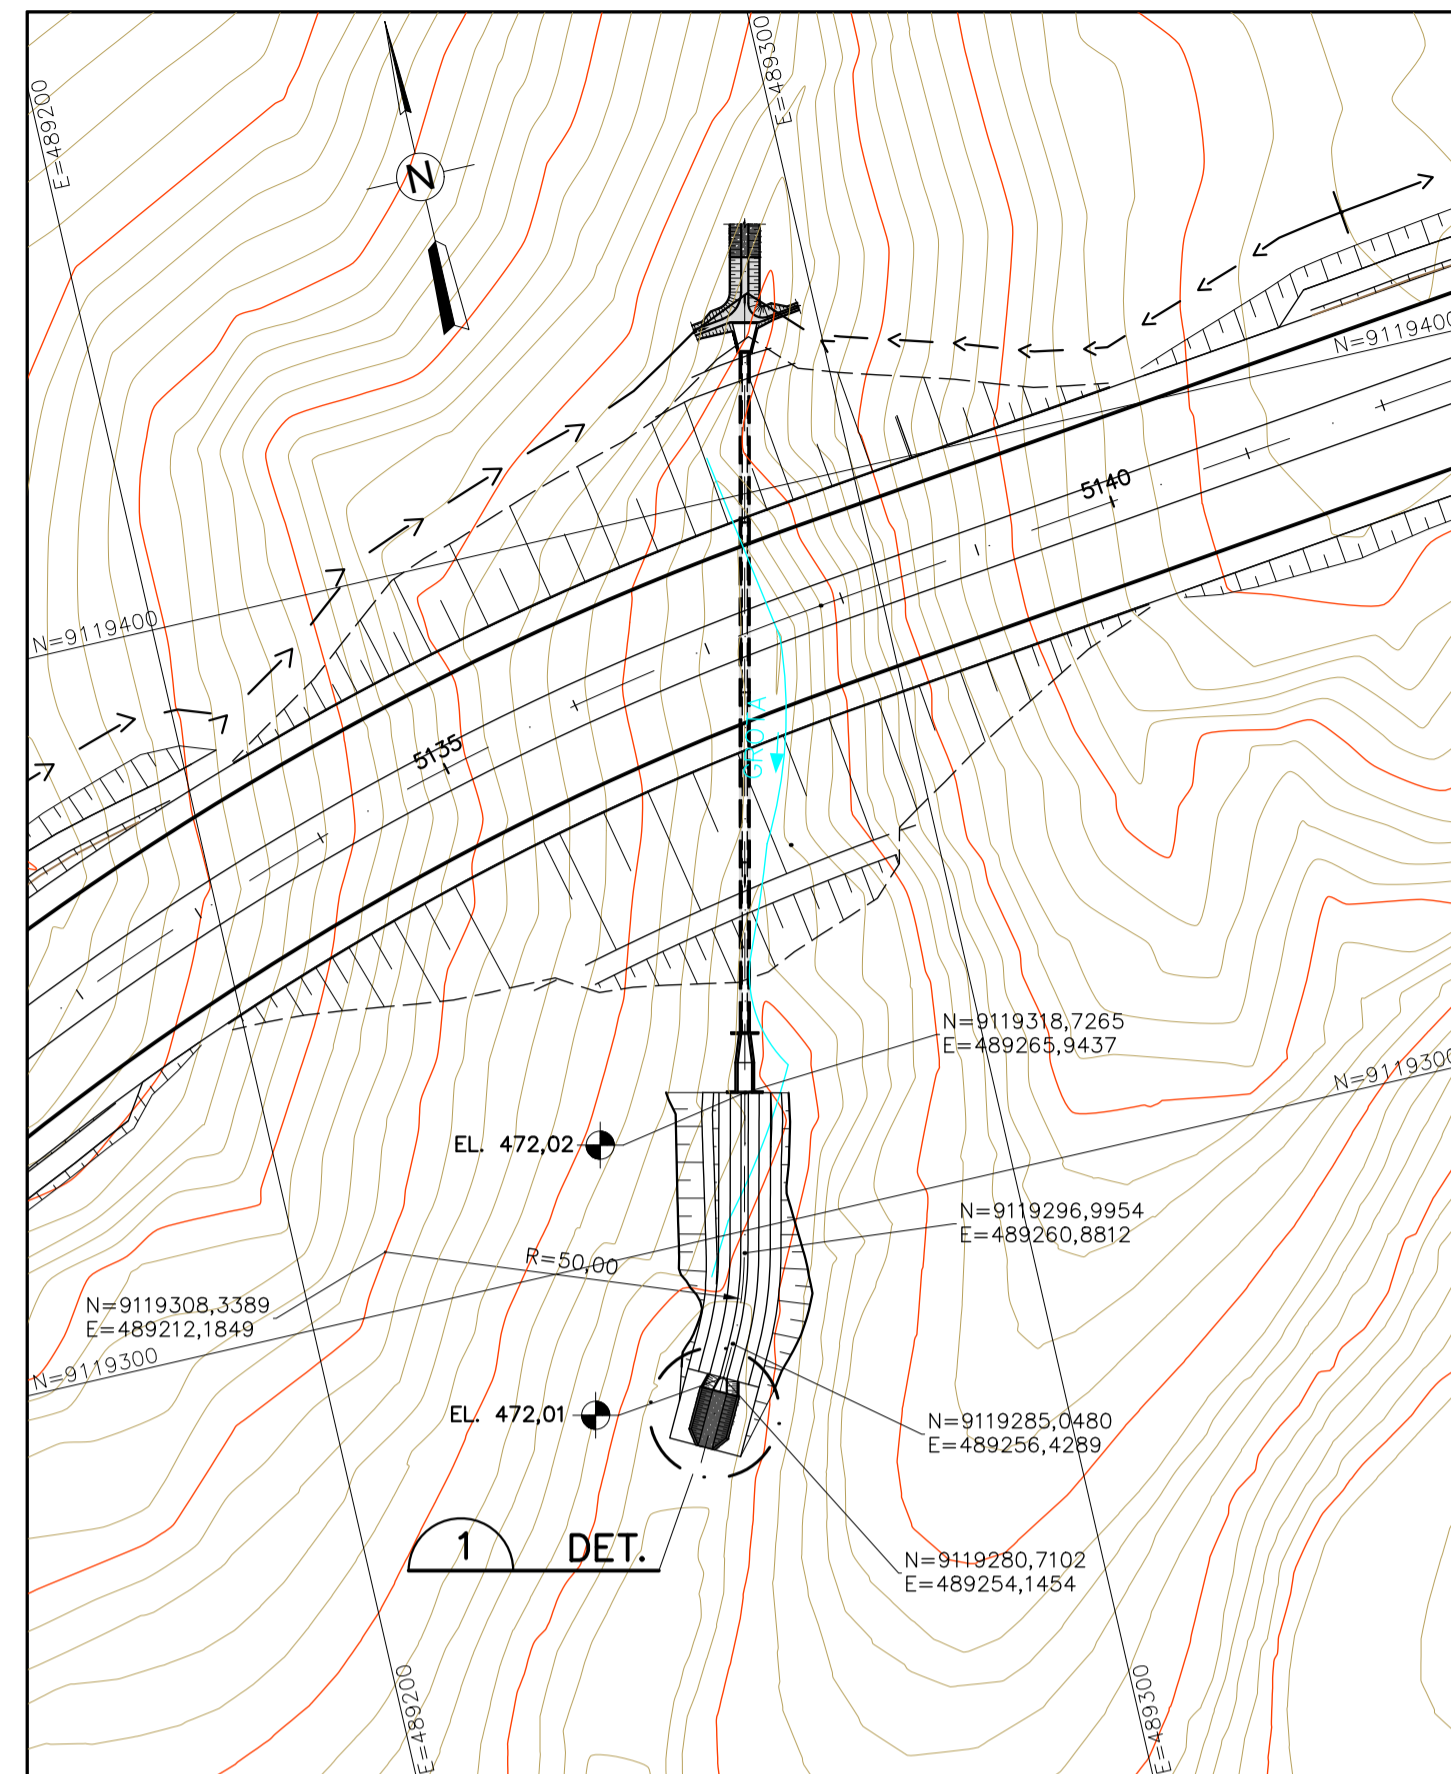 E=489200
E=489300
N
N=9119400
5140
N=9119400
5135
GROTA
N=9119318,7265
E=489265,9437
N=9119300
EL. 472,02
N=9119296,9954
E=489260,8812
R=50,00
N=9119308,3389
E=489212,1849
N=9119300
EL. 472,01
N=9119285,0480
E=489256,4289
1 DET.
N=9119280,7102
E=489254,1454
E=489200
E=489300